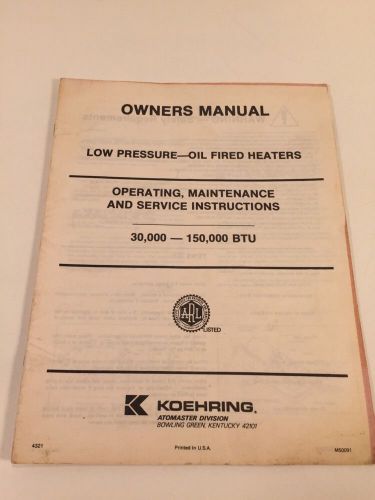 OWNERS MANUAL
LOW PRESSURE—OIL FIRED HEATERS
OPERATING, MAINTENANCE
AND SERVICE INSTRUCTIONS
30,000 — 150,000 BTU
ARL
LISTED
KOEHRING®
ATOMASTER DIVISION
BOWLING GREEN, KENTUCKY 42101
4321
Printed in U.S.A.
M50091